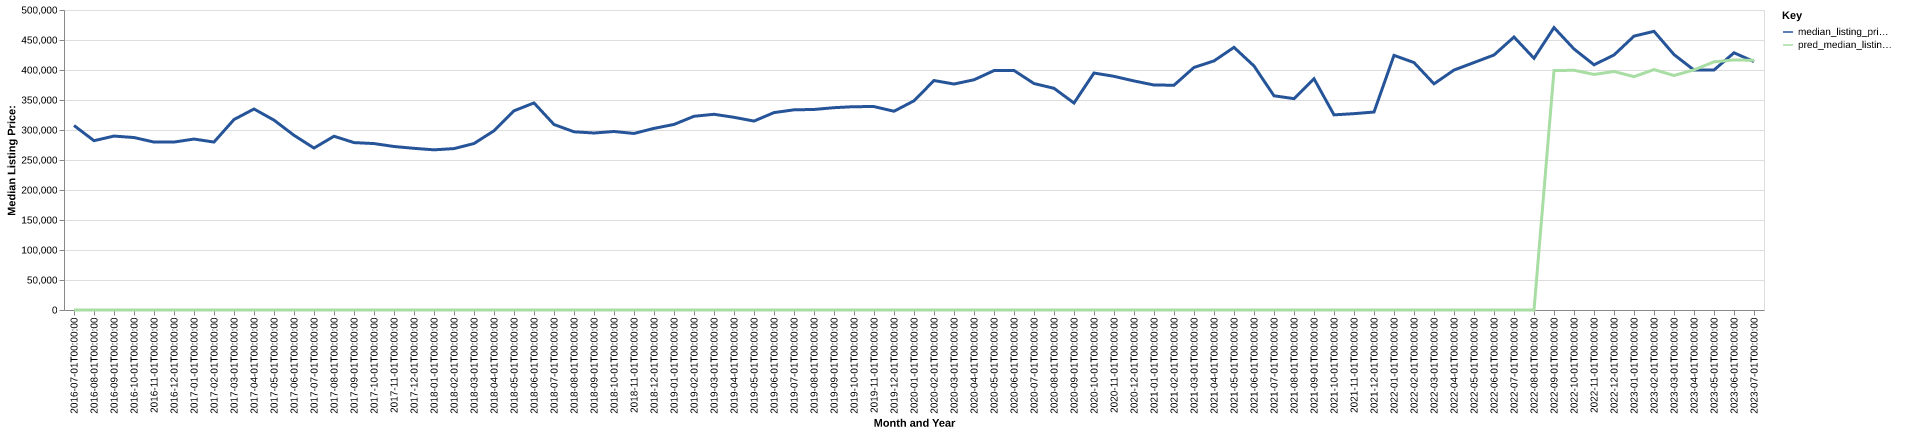 500,000
450,000
400,000
350,000
300,000
250,000
200,000
150,000
100,000
50,000
0
Median Listing Price:
2016-07-01T00:00:00
2016-08-01T00:00:00
2016-09-01T00:00:00
2016-10-01T00:00:00
2016-11-01T00:00:00
2016-12-01T00:00:00
2017-01-01T00:00:00
2017-02-01T00:00:00
2017-03-01T00:00:00
2017-04-01T00:00:00
2017-05-01T00:00:00
2017-06-01T00:00:00
2017-07-01T00:00:00
2017-08-01T00:00:00
2017-09-01T00:00:00
2017-10-01T00:00:00
2017-11-01T00:00:00
2017-12-01T00:00:00
2018-01-01T00:00:00
2018-02-01T00:00:00
2018-03-01T00:00:00
2018-04-01T00:00:00
2018-05-01T00:00:00
2018-06-01T00:00:00
2018-07-01T00:00:00
2018-08-01T00:00:00
2018-09-01T00:00:00
2018-10-01T00:00:00
2018-11-01T00:00:00
2018-12-01T00:00:00
2019-01-01T00:00:00
2019-02-01T00:00:00
2019-03-01T00:00:00
2019-04-01T00:00:00
2019-05-01T00:00:00
2019-06-01T00:00:00
2019-07-01T00:00:00
2019-08-01T00:00:00
2019-09-01T00:00:00
2019-10-01T00:00:00
2019-11-01T00:00:00
2019-12-01T00:00:00
2020-01-01T00:00:00
2020-02-01T00:00:00
2020-03-01T00:00:00
2020-04-01T00:00:00
2020-05-01T00:00:00
2020-06-01T00:00:00
2020-07-01T00:00:00
2020-08-01T00:00:00
2020-09-01T00:00:00
2020-10-01T00:00:00
2020-11-01T00:00:00
2020-12-01T00:00:00
2021-01-01T00:00:00
2021-02-01T00:00:00
2021-03-01T00:00:00
2021-04-01T00:00:00
2021-05-01T00:00:00
2021-06-01T00:00:00
2021-07-01T00:00:00
2021-08-01T00:00:00
2021-09-01T00:00:00
2021-10-01T00:00:00
2021-11-01T00:00:00
2021-12-01T00:00:00
2022-01-01T00:00:00
2022-02-01T00:00:00
2022-03-01T00:00:00
2022-04-01T00:00:00
2022-05-01T00:00:00
2022-06-01T00:00:00
2022-07-01T00:00:00
2022-08-01T00:00:00
2022-09-01T00:00:00
2022-10-01T00:00:00
2022-11-01T00:00:00
2022-12-01T00:00:00
2023-01-01T00:00:00
2023-02-01T00:00:00
2023-03-01T00:00:00
2023-04-01T00:00:00
2023-05-01T00:00:00
2023-06-01T00:00:00
2023-07-01T00:00:00
Month and Year
Key
median_listing_pri…
pred_median_listin…